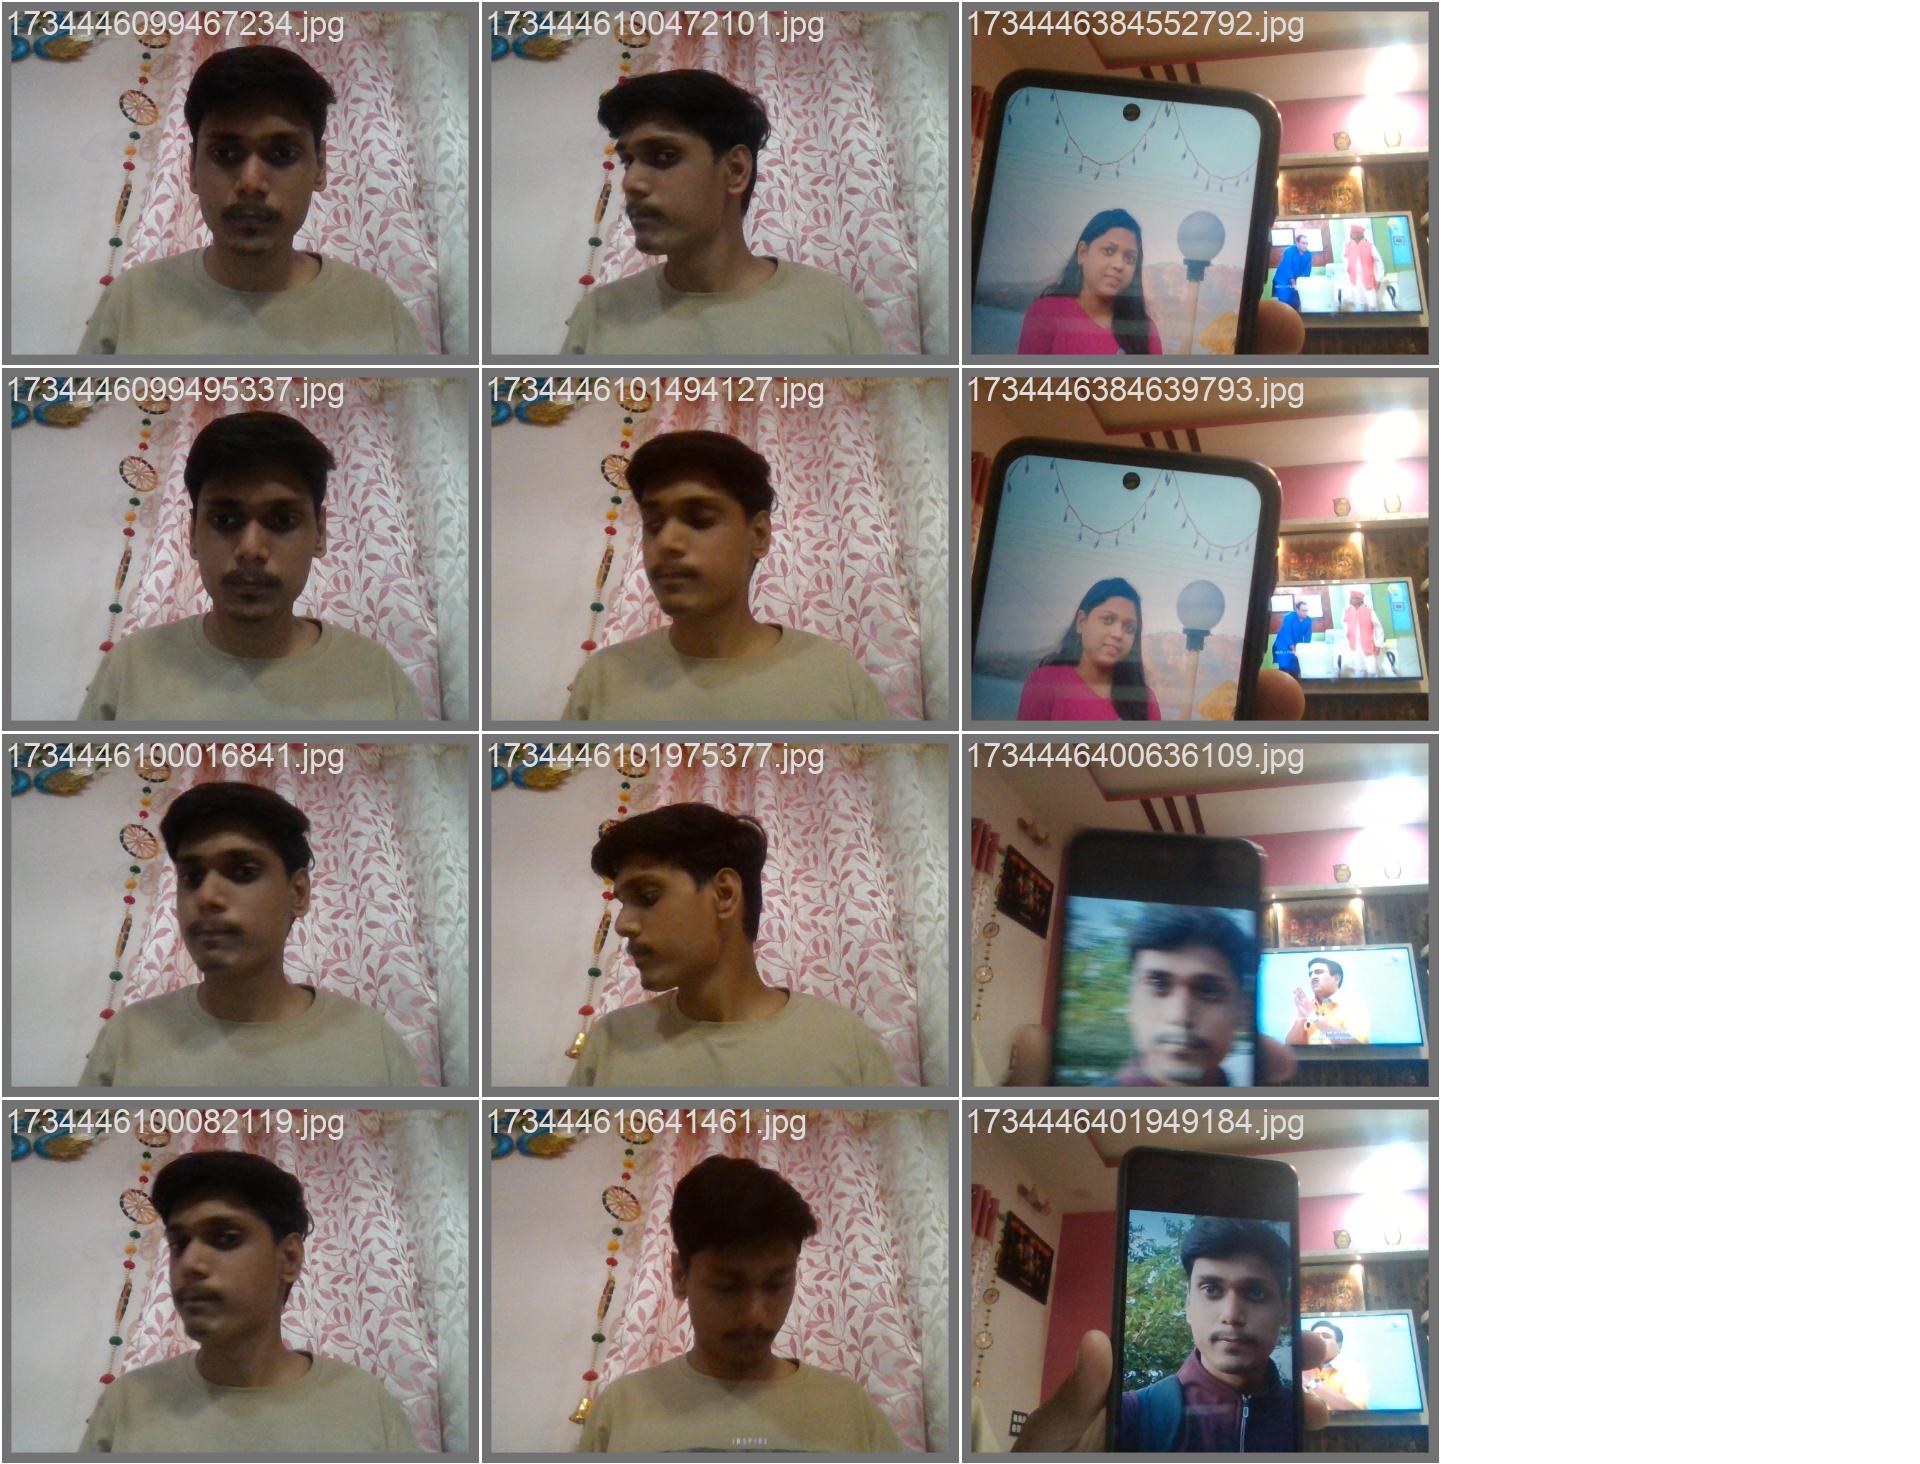 1734446099467234.jpg
1734446100472101.jpg
1734446384552792.jpg
1734446099495337.jpg
1734446101494127.jpg
1734446384639793.jpg
1734446100016841.jpg
1734446101975377.jpg
1734446400636109.jpg
1734446100082119.jpg
173444610641461.jpg
1734446401949184.jpg
INSPIRE